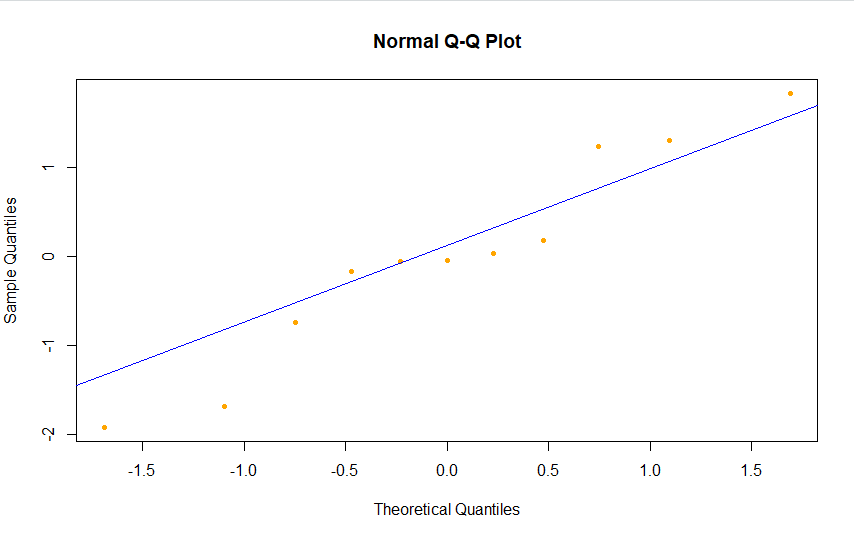 Normal Q-Q Plot
Sample Quantiles
1
0
-1
-2
-1.5 -1.0 -0.5 0.0 0.5 1.0 1.5
Theoretical Quantiles